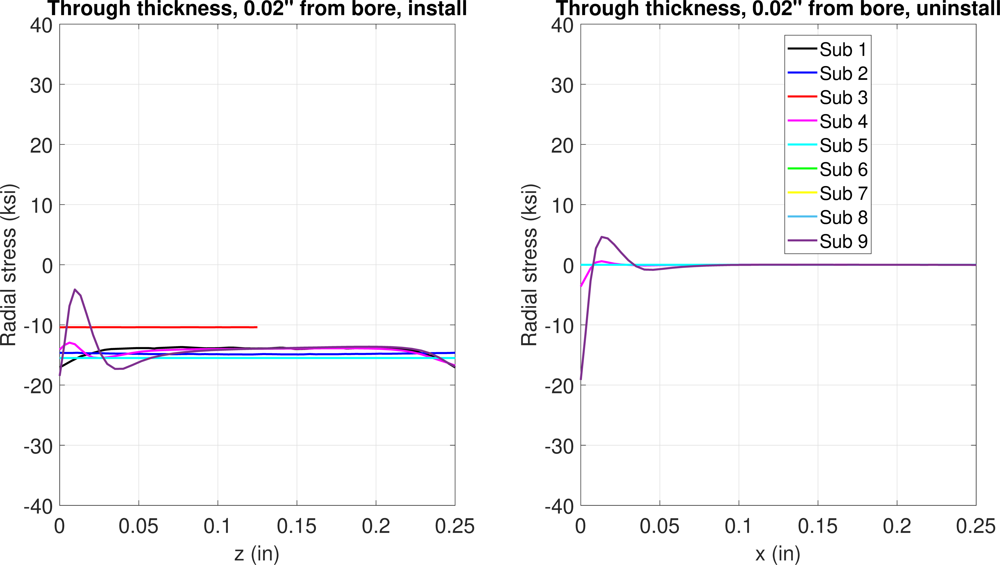 Through thickness, 0.02" from bore, install
40
30
20
10
0
-10
-20
-30
-40
Radial stress (ksi)
0 0.05 0.1 0.15 0.2 0.25
z (in)
Through thickness, 0.02" from bore, uninstall
40
30
20
10
0
-10
-20
-30
-40
Radial stress (ksi)
Sub 1
Sub 2
Sub 3
Sub 4
Sub 5
Sub 6
Sub 7
Sub 8
Sub 9
0 0.05 0.1 0.15 0.2 0.25
x (in)